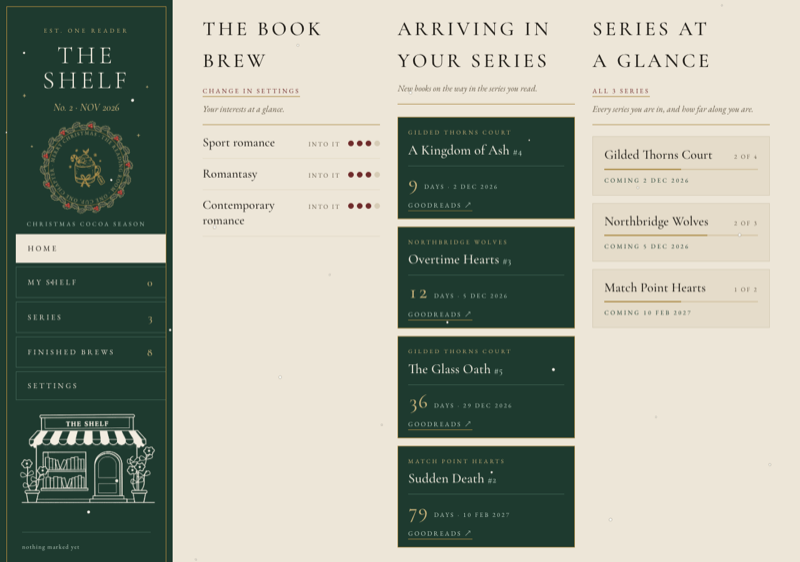 EST. ONE READER
THE
SHELF
No. 2 · NOV 2026
CHRISTMAS COCOA SEASON
HOME
MY SHELF 0
SERIES 3
FINISHED BREWS 8
SETTINGS
THE SHELF
nothing marked yet
THE BOOK
BREW
CHANGE IN SETTINGS
Your interests at a glance.
Sport romance INTO IT
Romantasy INTO IT
Contemporary INTO IT
romance
ARRIVING IN
YOUR SERIES
New books on the way in the series you read.
GILDED THORNS COURT
A Kingdom of Ash #4
9 DAYS · 2 DEC 2026
GOODREADS ↗
NORTHBRIDGE WOLVES
Overtime Hearts #3
12 DAYS · 5 DEC 2026
GOODREADS ↗
GILDED THORNS COURT
The Glass Oath #5
36 DAYS · 29 DEC 2026
GOODREADS ↗
MATCH POINT HEARTS
Sudden Death #2
79 DAYS · 10 FEB 2027
GOODREADS ↗
SERIES AT
A GLANCE
ALL 3 SERIES
Every series you are in, and how far along you are.
Gilded Thorns Court 2 OF 4
COMING 2 DEC 2026
Northbridge Wolves 2 OF 3
COMING 5 DEC 2026
Match Point Hearts 1 OF 2
COMING 10 FEB 2027